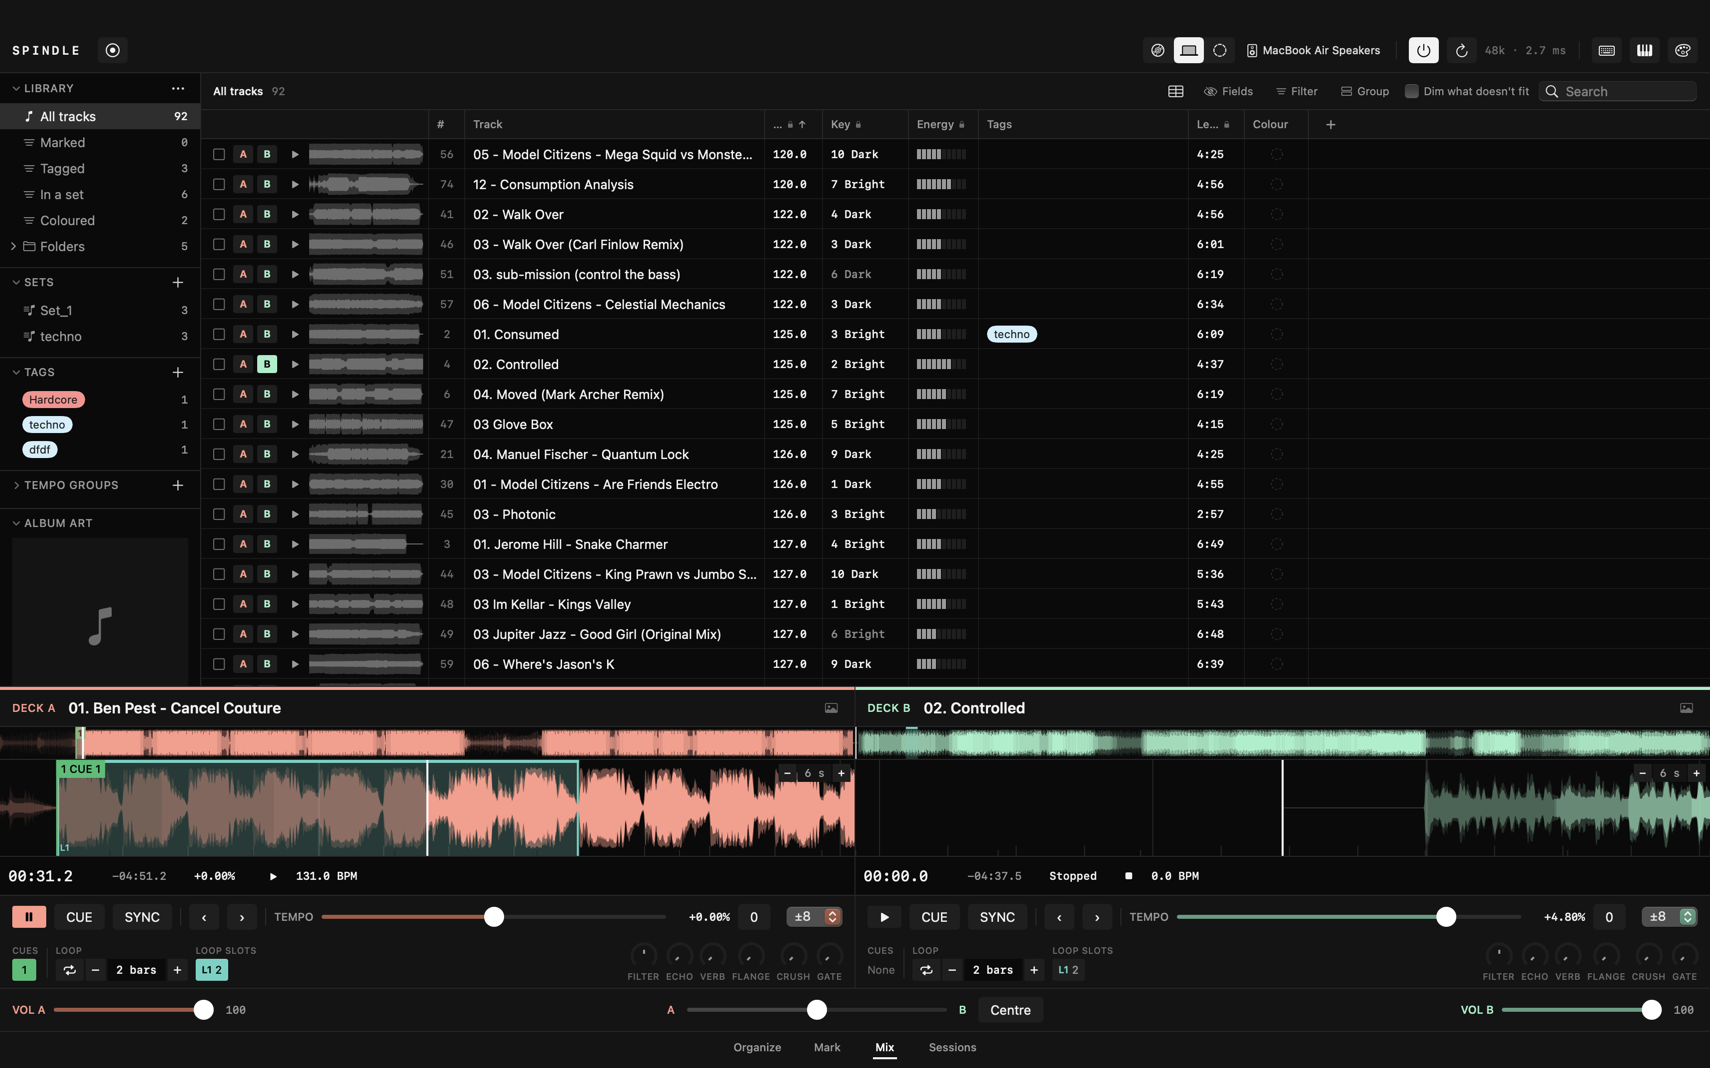 SPINDLE
MacBook Air Speakers
48k · 2.7 ms
LIBRARY
All tracks 92
Marked 0
Tagged 3
In a set 6
Coloured 2
Folders 5
SETS
Set_1 3
techno 3
TAGS
Hardcore 1
techno 1
dfdf 1
TEMPO GROUPS
ALBUM ART
All tracks 92
Fields
Filter
Group
Dim what doesn't fit
Search
# Track ... Key Energy Tags Le... Colour
A B 56 05 - Model Citizens - Mega Squid vs Monste... 120.0 10 Dark 4:25
A B 74 12 - Consumption Analysis 120.0 7 Bright 4:56
A B 41 02 - Walk Over 122.0 4 Dark 4:56
A B 46 03 - Walk Over (Carl Finlow Remix) 122.0 3 Dark 6:01
A B 51 03. sub-mission (control the bass) 122.0 6 Dark 6:19
A B 57 06 - Model Citizens - Celestial Mechanics 122.0 3 Dark 6:34
A B 2 01. Consumed 125.0 3 Bright techno 6:09
A B 4 02. Controlled 125.0 2 Bright 4:37
A B 6 04. Moved (Mark Archer Remix) 125.0 7 Bright 6:19
A B 47 03 Glove Box 125.0 5 Bright 4:15
A B 21 04. Manuel Fischer - Quantum Lock 126.0 9 Dark 4:25
A B 30 01 - Model Citizens - Are Friends Electro 126.0 1 Dark 4:55
A B 45 03 - Photonic 126.0 3 Bright 2:57
A B 3 01. Jerome Hill - Snake Charmer 127.0 4 Bright 6:49
A B 44 03 - Model Citizens - King Prawn vs Jumbo S... 127.0 10 Dark 5:36
A B 48 03 Im Kellar - Kings Valley 127.0 1 Bright 5:43
A B 49 03 Jupiter Jazz - Good Girl (Original Mix) 127.0 6 Bright 6:48
A B 59 06 - Where's Jason's K 127.0 9 Dark 6:39
DECK A 01. Ben Pest - Cancel Couture
1 CUE 1
− 6 s +
L1
00:31.2 −04:51.2 +0.00% 131.0 BPM
CUE SYNC ‹ › TEMPO +0.00% 0 ±8
CUES LOOP LOOP SLOTS
1 − 2 bars + L1 2
FILTER ECHO VERB FLANGE CRUSH GATE
DECK B 02. Controlled
− 6 s +
00:00.0 −04:37.5 Stopped 0.0 BPM
CUE SYNC ‹ › TEMPO +4.80% 0 ±8
CUES LOOP LOOP SLOTS
None − 2 bars + L1 2
FILTER ECHO VERB FLANGE CRUSH GATE
VOL A 100 A B Centre VOL B 100
Organize Mark Mix Sessions